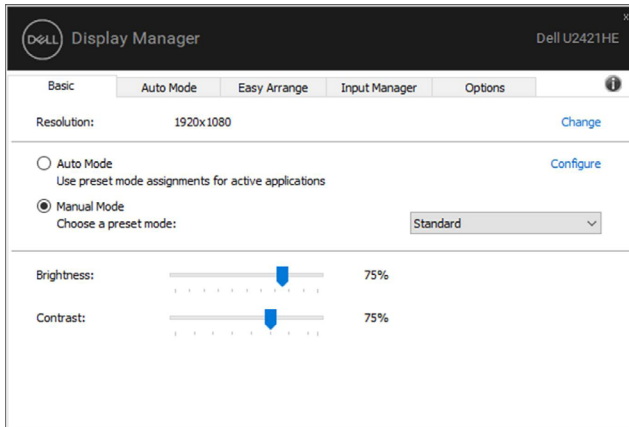 x
DELL Display Manager Dell U2421HE
Basic Auto Mode Easy Arrange Input Manager Options i
Resolution: 1920x1080 Change
Auto Mode Configure
Use preset mode assignments for active applications
Manual Mode
Choose a preset mode: Standard
Brightness: 75%
Contrast: 75%